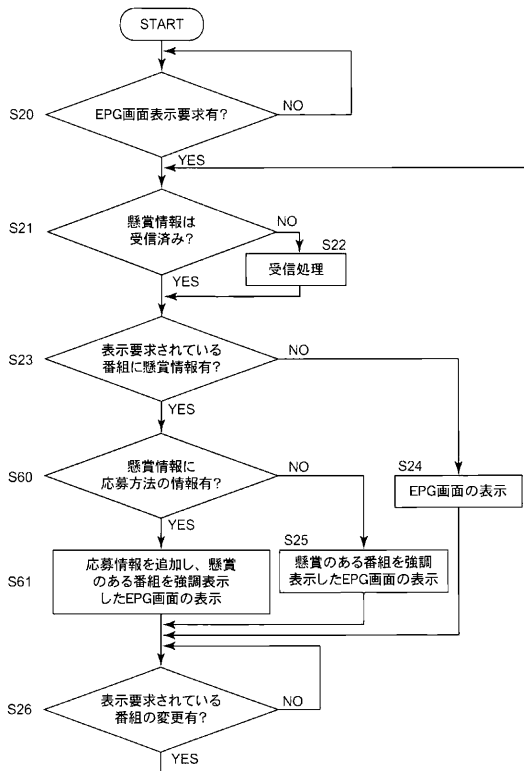 START
S20
EPG画面表示要求有?
NO
YES
S21
懸賞情報は
受信済み?
NO
S22
受信処理
YES
S23
表示要求されている
番組に懸賞情報有?
NO
YES
S60
懸賞情報に
応募方法の情報有?
NO
S24
EPG画面の表示
YES
S25
S61
応募情報を追加し、懸賞
のある番組を強調表示
したEPG画面の表示
懸賞のある番組を強調
表示したEPG画面の表示
S26
表示要求されている
番組の変更有?
NO
YES